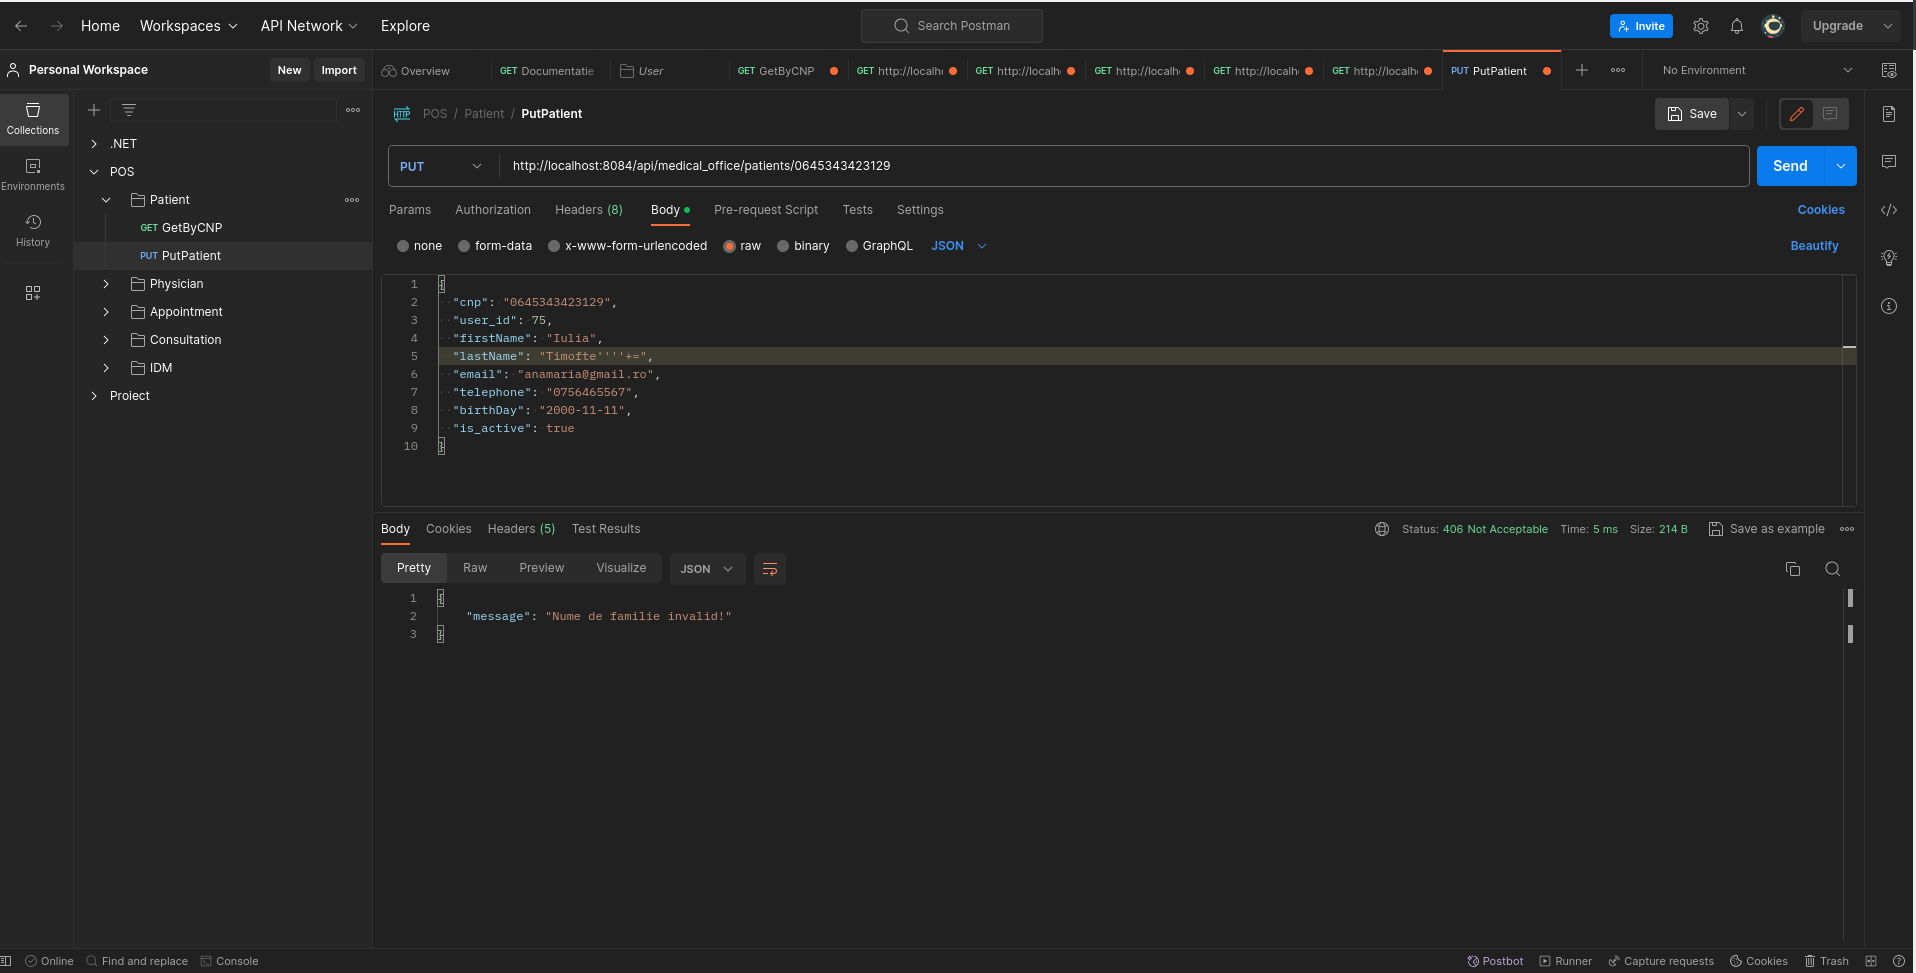 Home Workspaces API Network Explore Search Postman Invite Upgrade
Personal Workspace New Import
Overview GET Documentatie User GET GetByCNP GET http://localh GET http://localh GET http://localh GET http://localh GET http://localh PUT PutPatient No Environment
Collections
Environments
History
.NET
POS
Patient
GET GetByCNP
PUT PutPatient
Physician
Appointment
Consultation
IDM
Proiect
HTTP POS / Patient / PutPatient Save
PUT http://localhost:8084/api/medical_office/patients/0645343423129 Send
Params Authorization Headers (8) Body Pre-request Script Tests Settings Cookies
none form-data x-www-form-urlencoded raw binary GraphQL JSON Beautify
1 {
2 "cnp": "0645343423129",
3 "user_id": 75,
4 "firstName": "Iulia",
5 "lastName": "Timofte''''+=",
6 "email": "anamaria@gmail.ro",
7 "telephone": "0756465567",
8 "birthDay": "2000-11-11",
9 "is_active": true
10 }
Body Cookies Headers (5) Test Results Status: 406 Not Acceptable Time: 5 ms Size: 214 B Save as example
Pretty Raw Preview Visualize JSON
1 {
2 "message": "Nume de familie invalid!"
3 }
Online Find and replace Console Postbot Runner Capture requests Cookies Trash